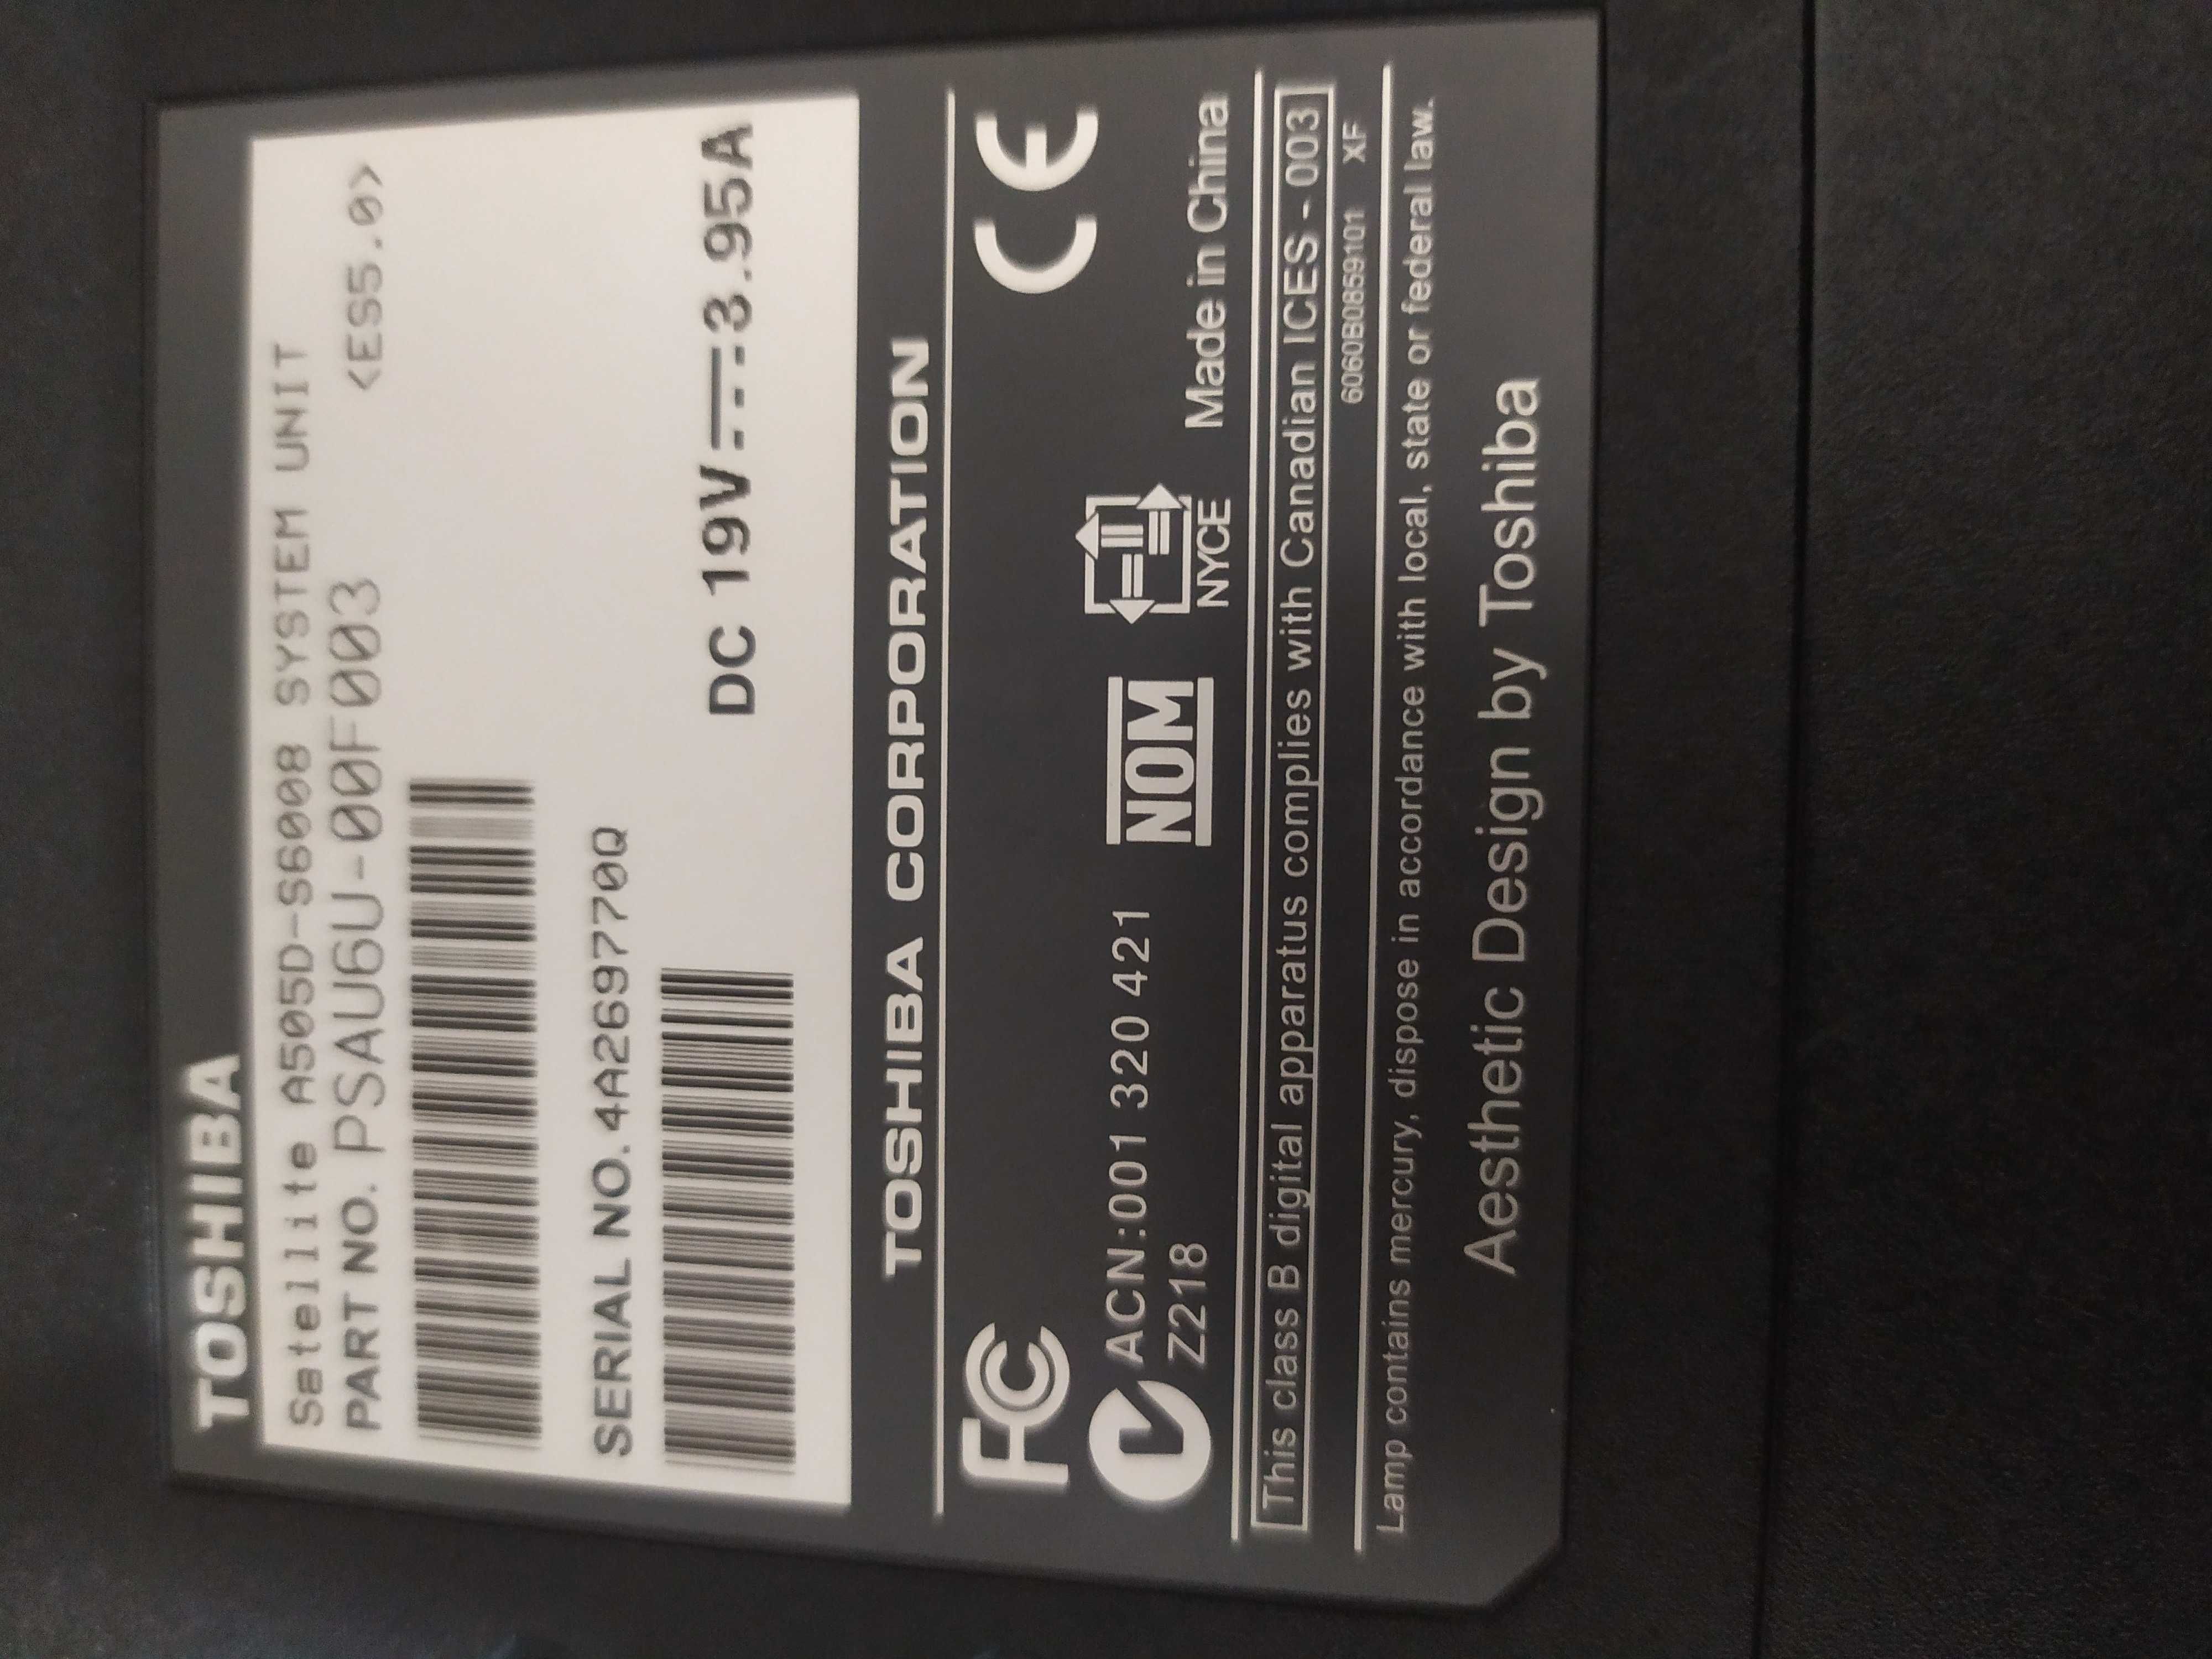 TOSHIBA
Satellite A505D-S6008 SYSTEM UNIT
PART NO. PSAU6U-00F003 <ES5.0>
SERIAL NO. 4A269770Q
DC 19V 3.95A
TOSHIBA CORPORATION
FC CE
ACN:001 320 421
Z218
NOM
NYCE
Made in China
This class B digital apparatus complies with Canadian ICES - 003
6060B0859101 XF
Lamp contains mercury, dispose in accordance with local, state or federal law.
Aesthetic Design by Toshiba